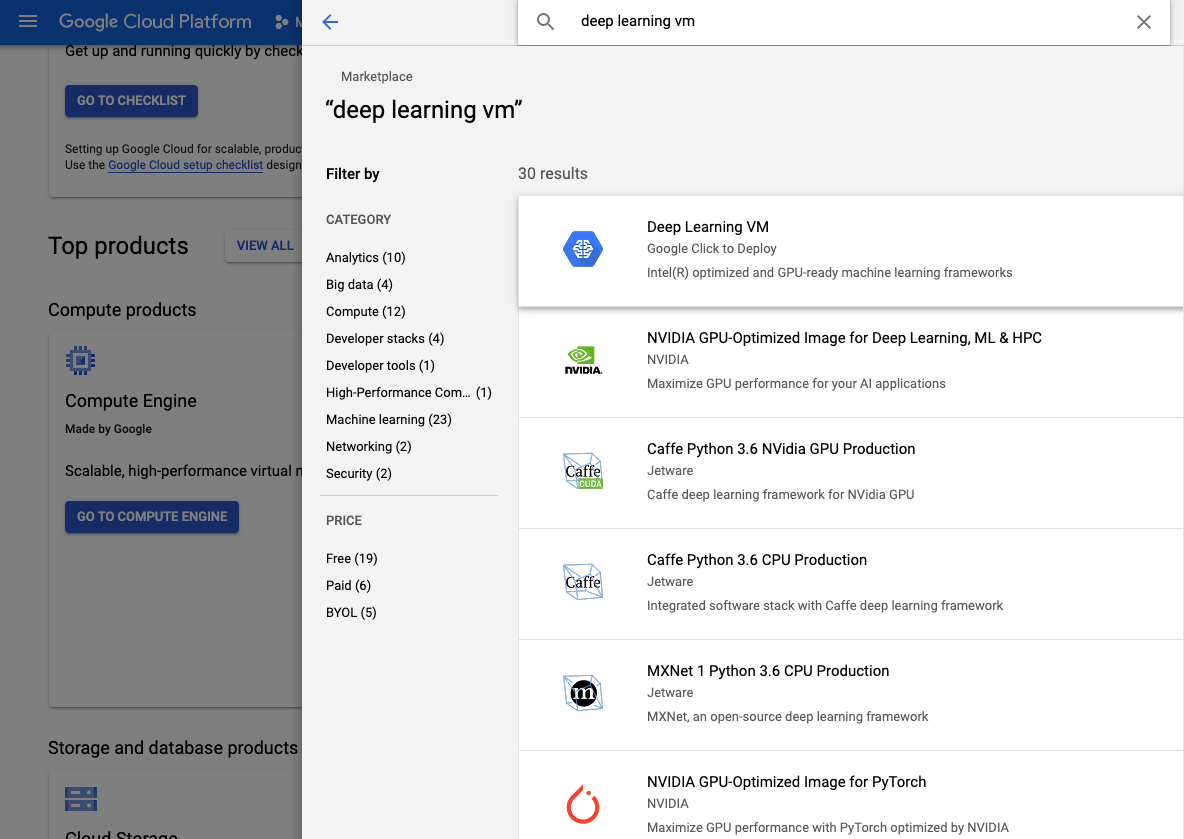 Google Cloud Platform
deep learning vm
Get up and running quickly by check
GO TO CHECKLIST
Setting up Google Cloud for scalable, produc
Use the Google Cloud setup checklist design
Top products
VIEW ALL
Compute products
Compute Engine
Made by Google
Scalable, high-performance virtual
GO TO COMPUTE ENGINE
Storage and database products
Cloud Storage
Marketplace
“deep learning vm”
Filter by
CATEGORY
Analytics (10)
Big data (4)
Compute (12)
Developer stacks (4)
Developer tools (1)
High-Performance Com... (1)
Machine learning (23)
Networking (2)
Security (2)
PRICE
Free (19)
Paid (6)
BYOL (5)
30 results
Deep Learning VM
Google Click to Deploy
Intel(R) optimized and GPU-ready machine learning frameworks
NVIDIA.
NVIDIA GPU-Optimized Image for Deep Learning, ML & HPC
NVIDIA
Maximize GPU performance for your AI applications
Caffe
CUDA
Caffe Python 3.6 NVidia GPU Production
Jetware
Caffe deep learning framework for NVidia GPU
Caffe
Caffe Python 3.6 CPU Production
Jetware
Integrated software stack with Caffe deep learning framework
m
MXNet 1 Python 3.6 CPU Production
Jetware
MXNet, an open-source deep learning framework
NVIDIA GPU-Optimized Image for PyTorch
NVIDIA
Maximize GPU performance with PyTorch optimized by NVIDIA